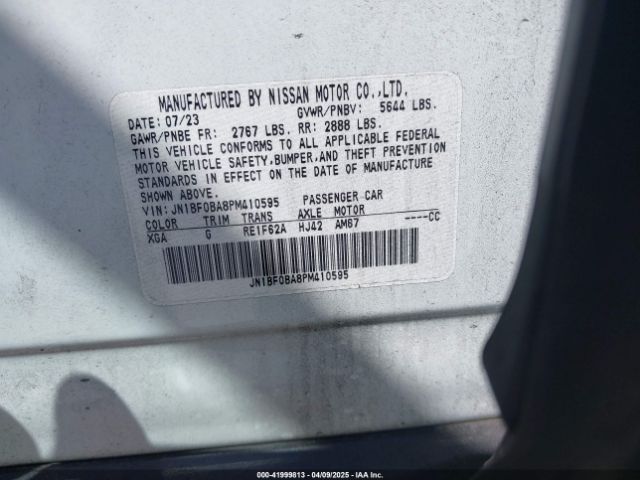 MANUFACTURED BY NISSAN MOTOR CO.,LTD.
DATE: 07/23 GVWR/PNBV: 5644 LBS.
GAWR/PNBE FR: 2767 LBS. RR: 2888 LBS.
THIS VEHICLE CONFORMS TO ALL APPLICABLE FEDERAL
MOTOR VEHICLE SAFETY,BUMPER,AND THEFT PREVENTION
STANDARDS IN EFFECT ON THE DATE OF MANUFACTURE
SHOWN ABOVE.
VIN: JN1BF0BA8PM410595 PASSENGER CAR
COLOR TRIM TRANS AXLE MOTOR
XGA G RE1F62A HJ42 AM67 ----CC
JN1BF0BA8PM410595
000-41999813 - 04/09/2025 - IAAI.com